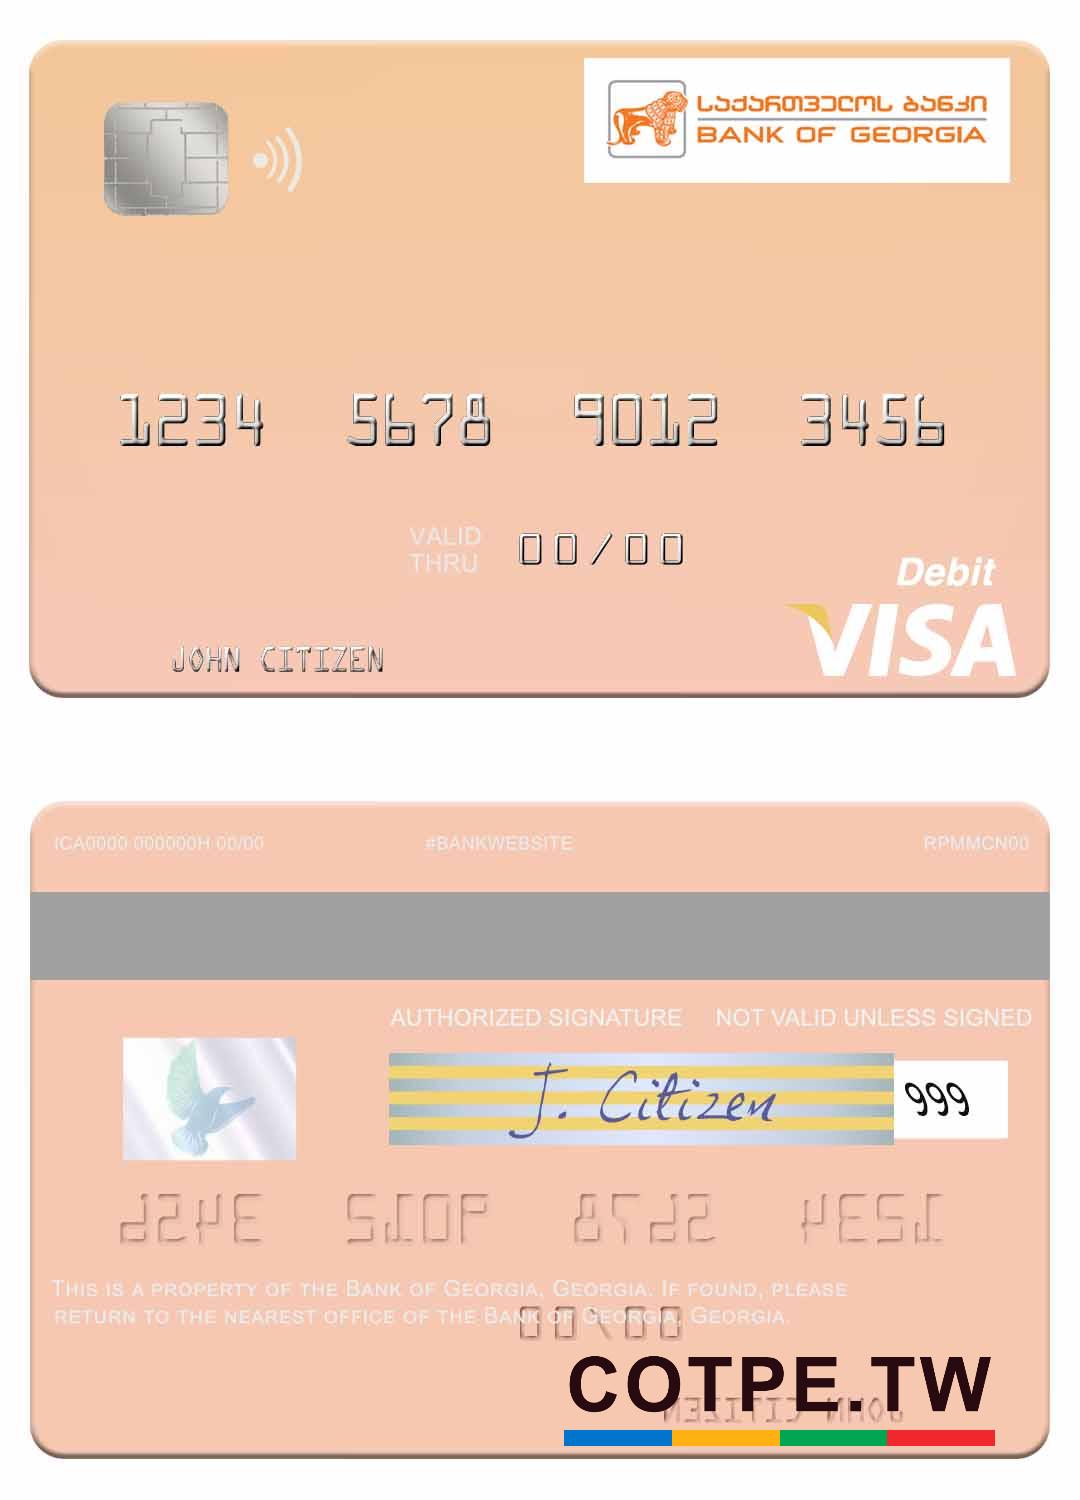 საქართველოს ბანკი
BANK OF GEORGIA
1234 5678 9012 3456
VALID THRU 00/00
Debit
VISA
JOHN CITIZEN
ICA0000 000000H 00/00 #BANKWEBSITE RPMMCN00
AUTHORIZED SIGNATURE NOT VALID UNLESS SIGNED
J. Citizen 999
THIS IS A PROPERTY OF THE BANK OF GEORGIA, GEORGIA. IF FOUND, PLEASE
RETURN TO THE NEAREST OFFICE OF THE BANK OF GEORGIA, GEORGIA.
COTPE.TW